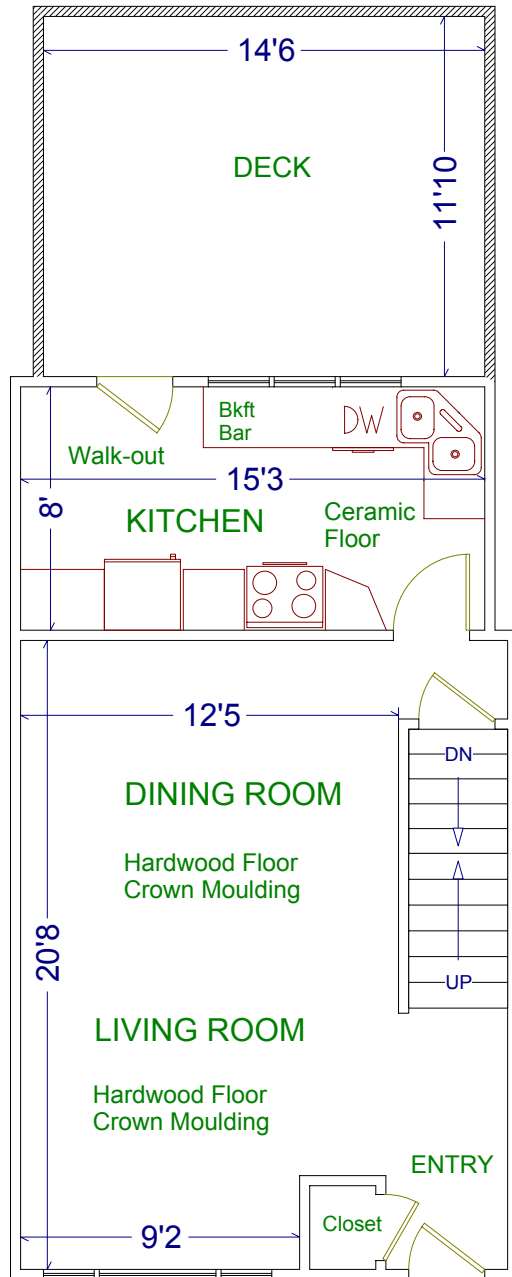 14'6
DECK
11'10
Bkft
Bar
DW
Walk-out
15'3
8'
KITCHEN
Ceramic
Floor
12'5
DN
DINING ROOM
Hardwood Floor
Crown Moulding
20'8
UP
LIVING ROOM
Hardwood Floor
Crown Moulding
ENTRY
Closet
9'2